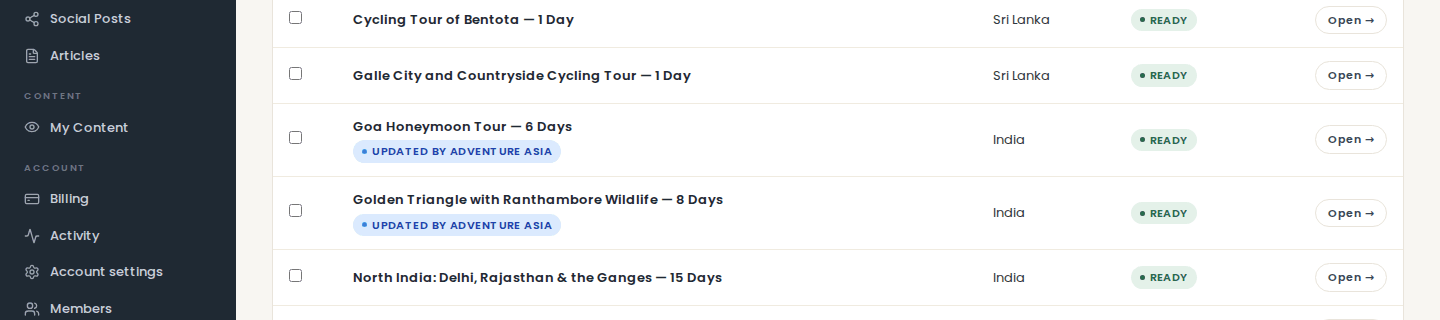 Social Posts
Articles
CONTENT
My Content
ACCOUNT
Billing
Activity
Account settings
Members
Cycling Tour of Bentota — 1 Day
Sri Lanka
READY
Open →
Galle City and Countryside Cycling Tour — 1 Day
Sri Lanka
READY
Open →
Goa Honeymoon Tour — 6 Days
UPDATED BY ADVENTURE ASIA
India
READY
Open →
Golden Triangle with Ranthambore Wildlife — 8 Days
UPDATED BY ADVENTURE ASIA
India
READY
Open →
North India: Delhi, Rajasthan & the Ganges — 15 Days
India
READY
Open →